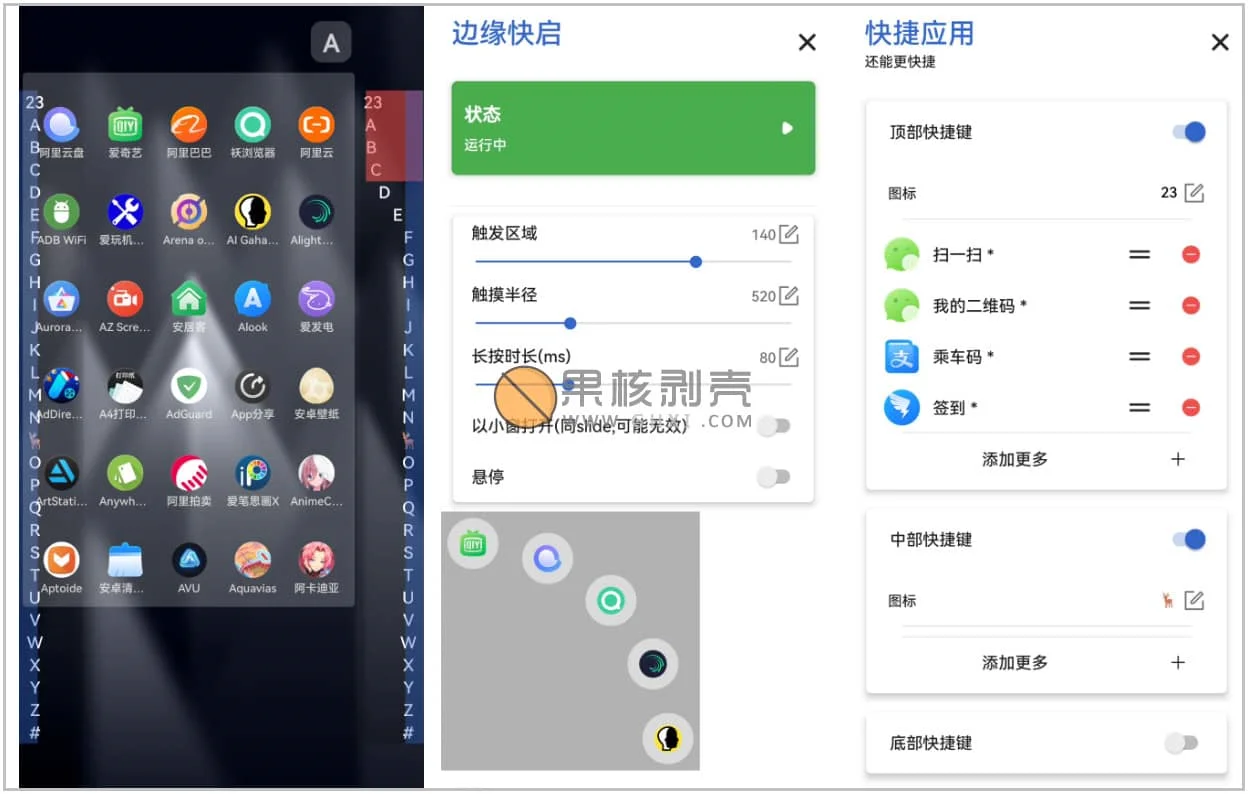 A
23
A
B
C
D
E
F
G
H
I
J
K
L
M
N
O
P
Q
R
S
T
U
V
W
X
Y
Z
#
阿里云盘
爱奇艺
阿里巴巴
袄浏览器
阿里云
ADB WiFi
爱玩机...
Arena o...
AI Gaha...
Alight...
Aurora...
AZ Scre...
安居客
Alook
爱发电
AdDire...
A4打印...
AdGuard
App分享
安卓壁纸
ArtStati...
Anywh...
阿里拍卖
爱笔思画X
AnimeC...
Aptoide
安卓清...
AVU
Aquavias
阿卡迪亚
23
A
B
C
D
E
F
G
H
I
J
K
L
M
N
O
P
Q
R
S
T
U
V
W
X
Y
Z
#
边缘快启
状态
运行中
触发区域
140
触摸半径
520
长按时长(ms)
80
果核剥壳
WWW.GHXI.COM
以小窗打开(同slide,可能无效)
悬停
快捷应用
还能更快捷
顶部快捷键
图标
23
扫一扫 *
我的二维码 *
乘车码 *
签到 *
添加更多
中部快捷键
图标
添加更多
底部快捷键